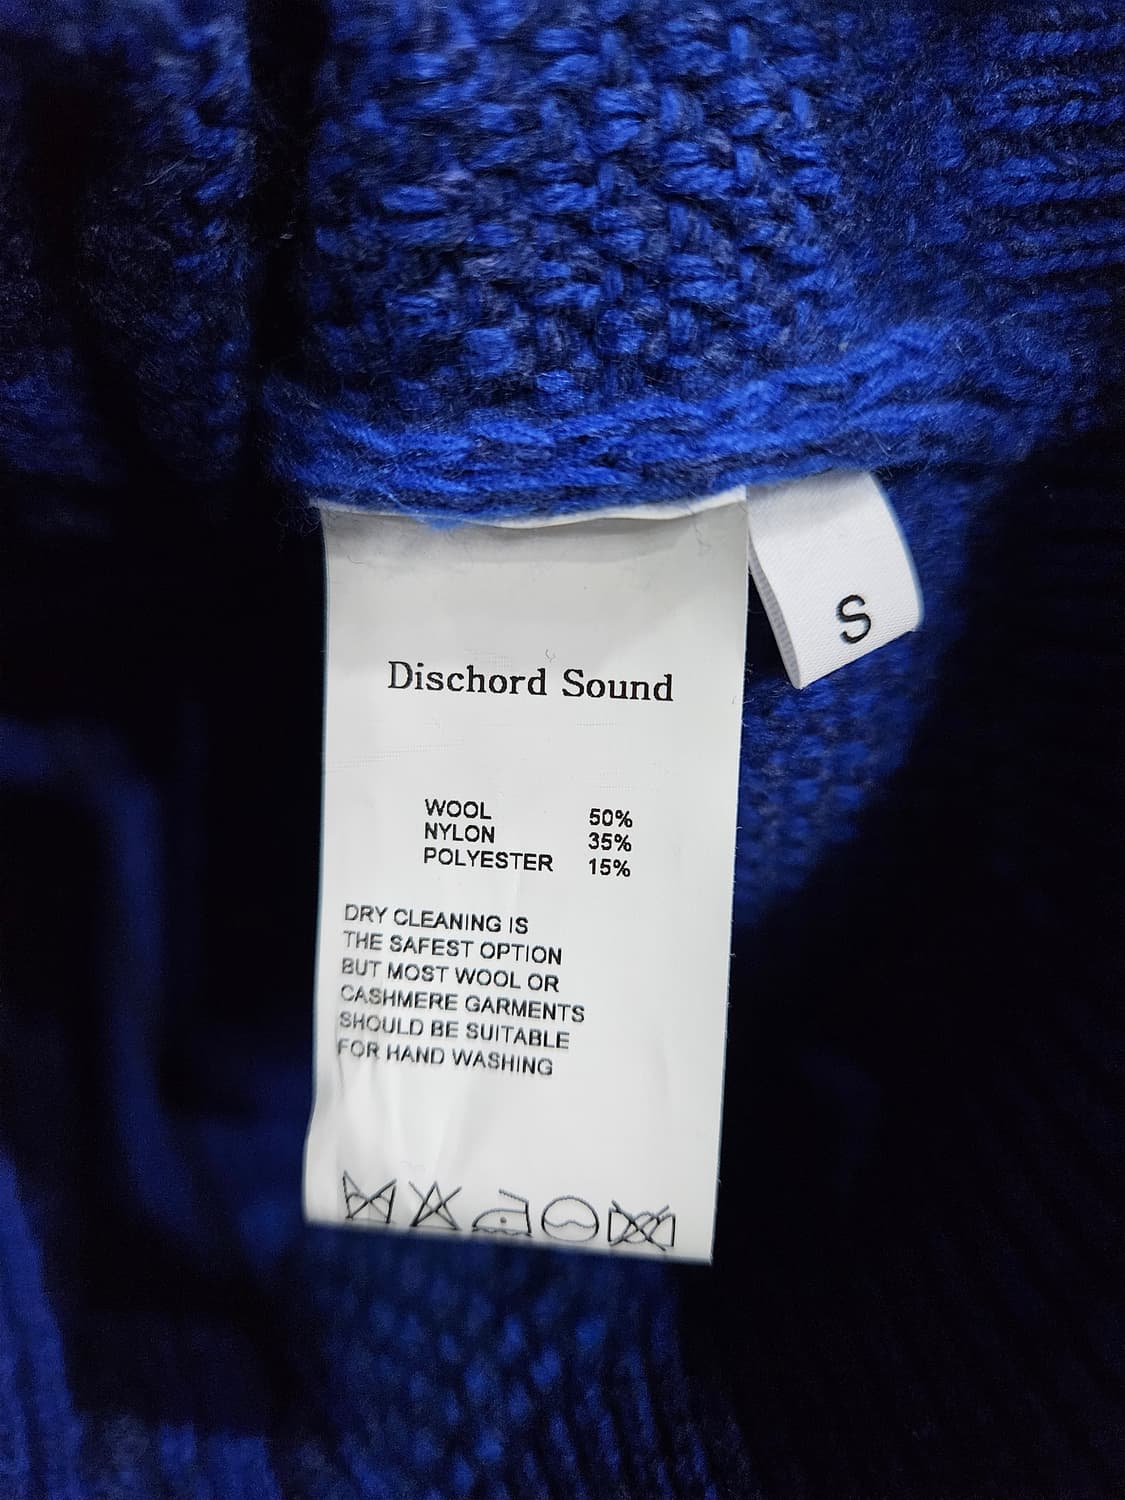 S
Dischord Sound
WOOL 50%
NYLON 35%
POLYESTER 15%
DRY CLEANING IS
THE SAFEST OPTION
BUT MOST WOOL OR
CASHMERE GARMENTS
SHOULD BE SUITABLE
FOR HAND WASHING